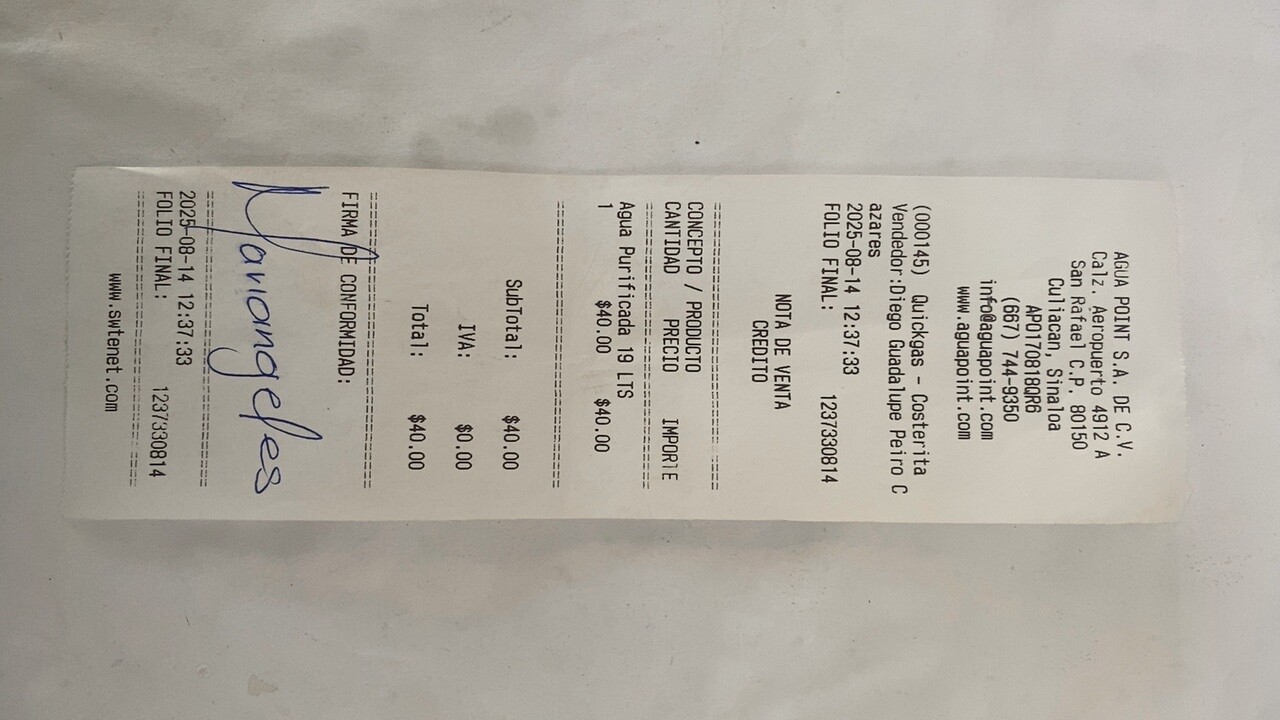 AGUA POINT S.A. DE C.V.
Calz. Aeropuerto 4912 A
San Rafael C.P. 80150
Culiacan, Sinaloa
APO170818QR6
(667) 744-9350
info@aguapoint.com
www.aguapoint.com
(000145) Quickgas - Costerita
Vendedor:Diego Guadalupe Peiro C
azares
2025-08-14 12:37:33
FOLIO FINAL: 1237330814
NOTA DE VENTA
CREDITO
CONCEPTO / PRODUCTO
CANTIDAD PRECIO IMPORTE
Agua Purificada 19 LTS
1 $40.00 $40.00
SubTotal: $40.00
IVA: $0.00
Total: $40.00
FIRMA DE CONFORMIDAD:
Mariangeles
2025-08-14 12:37:33
FOLIO FINAL: 1237330814
www.swtenet.com